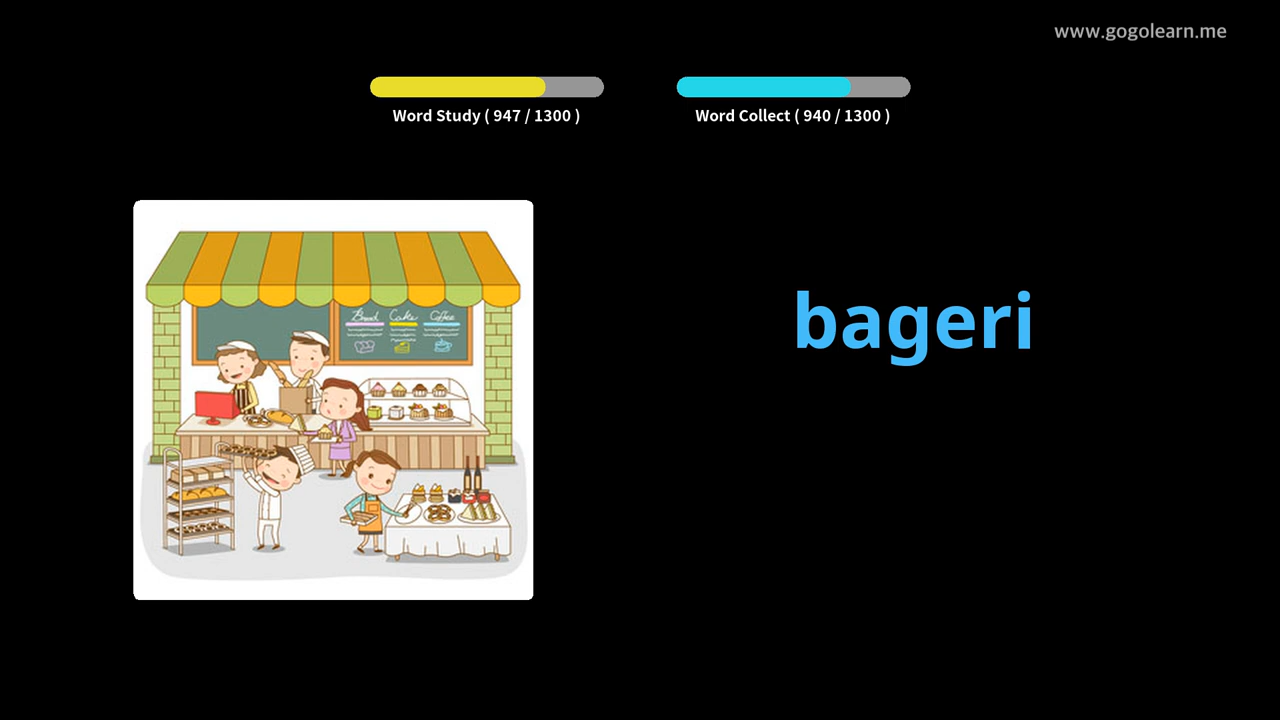 www.gogolearn.me
Word Study ( 947 / 1300 )
Word Collect ( 940 / 1300 )
Bread Cake Coffee
bageri